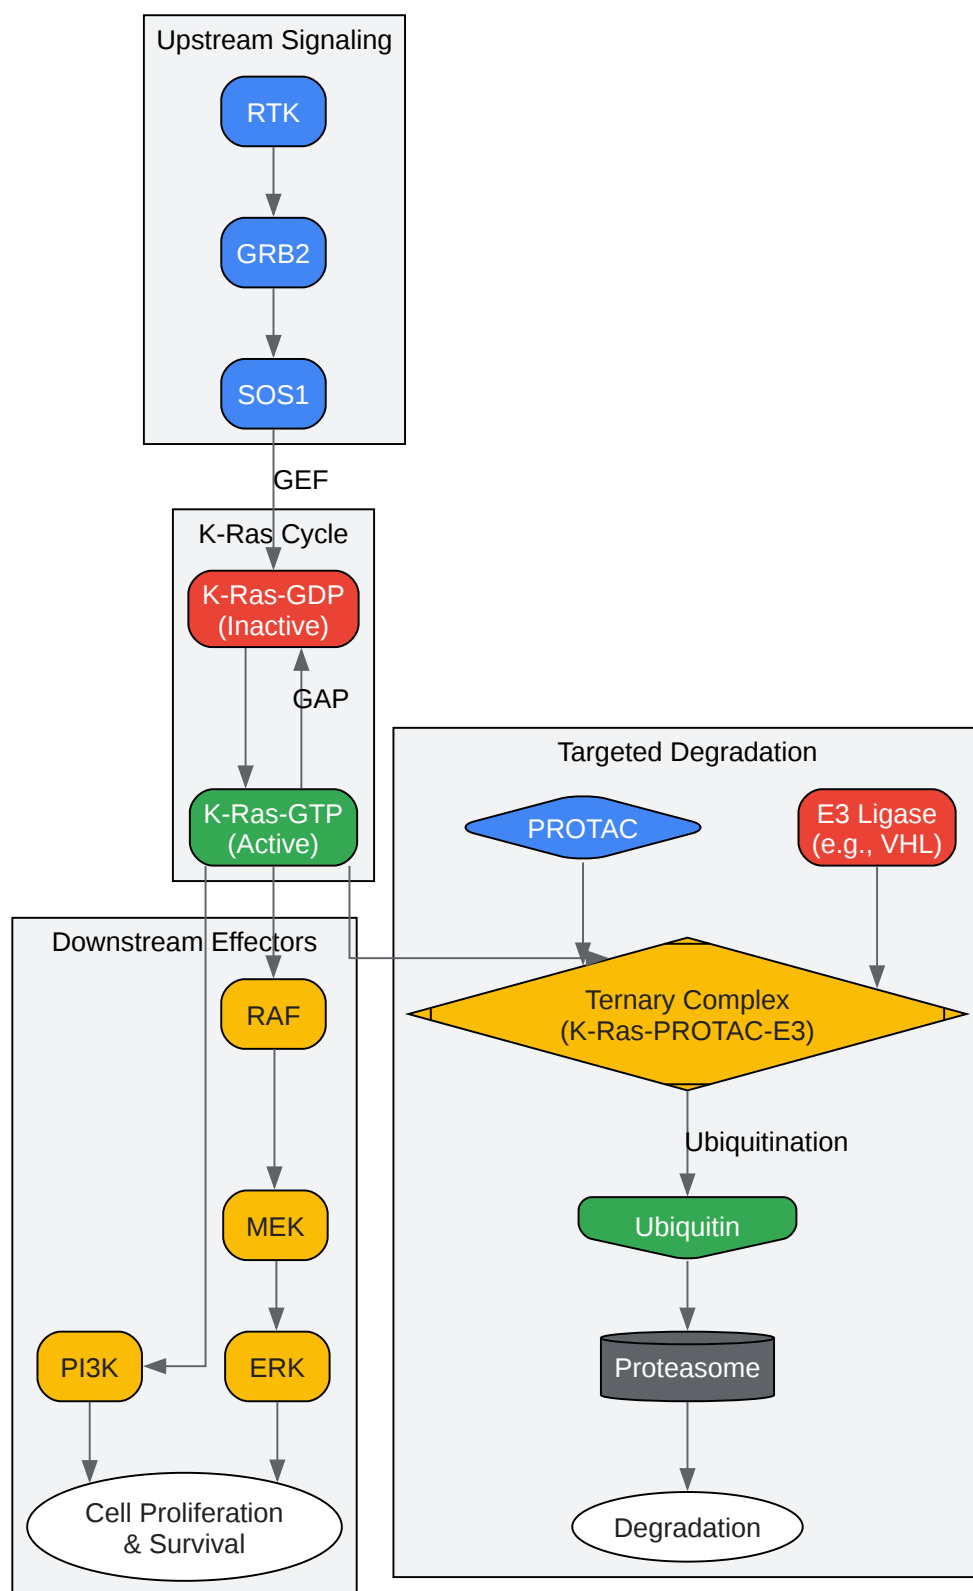 Upstream Signaling
RTK
GRB2
SOS1
GEF
K-Ras Cycle
K-Ras-GDP
(Inactive)
GAP
K-Ras-GTP
(Active)
Targeted Degradation
PROTAC
E3 Ligase
(e.g., VHL)
Downstream Effectors
RAF
Ternary Complex
(K-Ras-PROTAC-E3)
Ubiquitination
MEK
Ubiquitin
PI3K
ERK
Proteasome
Cell Proliferation
& Survival
Degradation